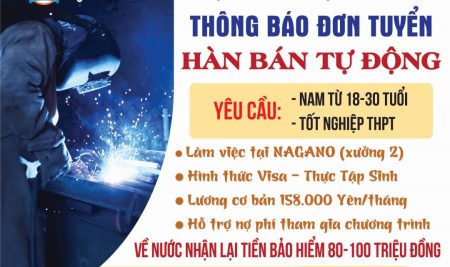 THÔNG BÁO ĐƠN TUYỂN
HÀN BÁN TỰ ĐỘNG
YÊU CẦU:
- NAM TỪ 18-30 TUỔI
- TỐT NGHIỆP THPT
• Làm việc tại NAGANO (xưởng 2)
• Hình thức Visa – Thực Tập Sinh
• Lương cơ bản 158.000 Yên/tháng
• Hỗ trợ nợ phí tham gia chương trình
VỀ NƯỚC NHẬN LẠI TIỀN BẢO HIỂM 80-100 TRIỆU ĐỒNG